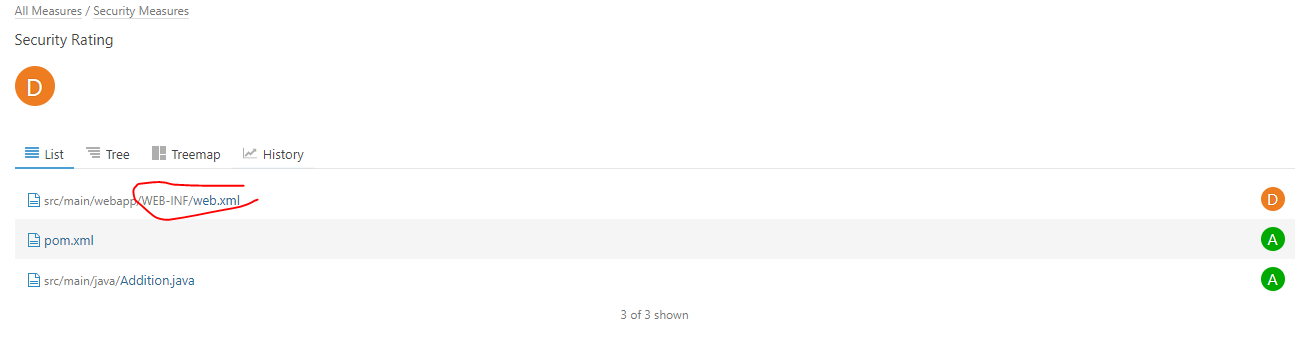 All Measures / Security Measures
Security Rating
D
List Tree Treemap History
src/main/webapp/WEB-INF/web.xml D
pom.xml A
src/main/java/Addition.java A
3 of 3 shown